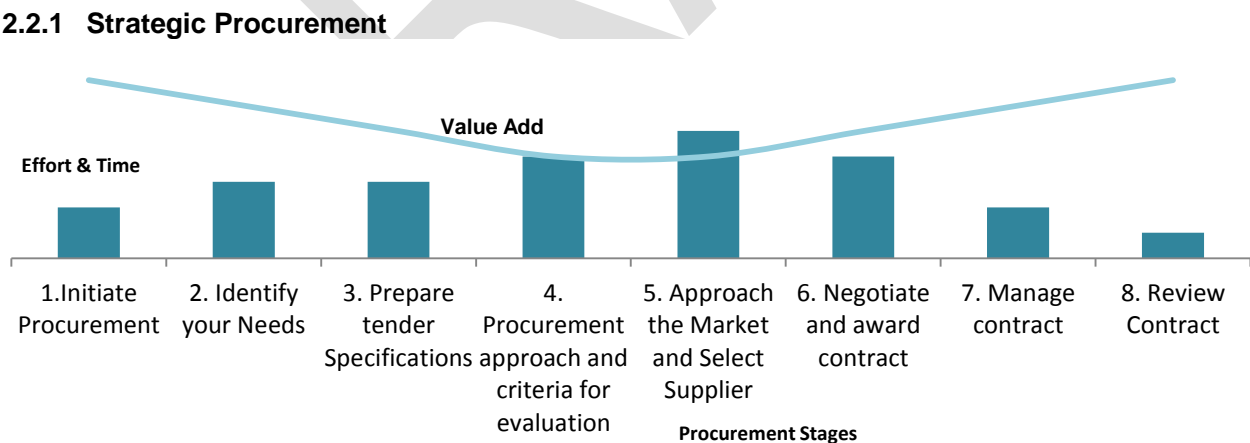 2.2.1 Strategic Procurement
Value Add
Effort & Time
1.Initiate
Procurement
2. Identify
your Needs
3. Prepare
tender
Specifications
4.
Procurement
approach and
criteria for
evaluation
5. Approach
the Market
and Select
Supplier
6. Negotiate
and award
contract
7. Manage
contract
8. Review
Contract
Procurement Stages